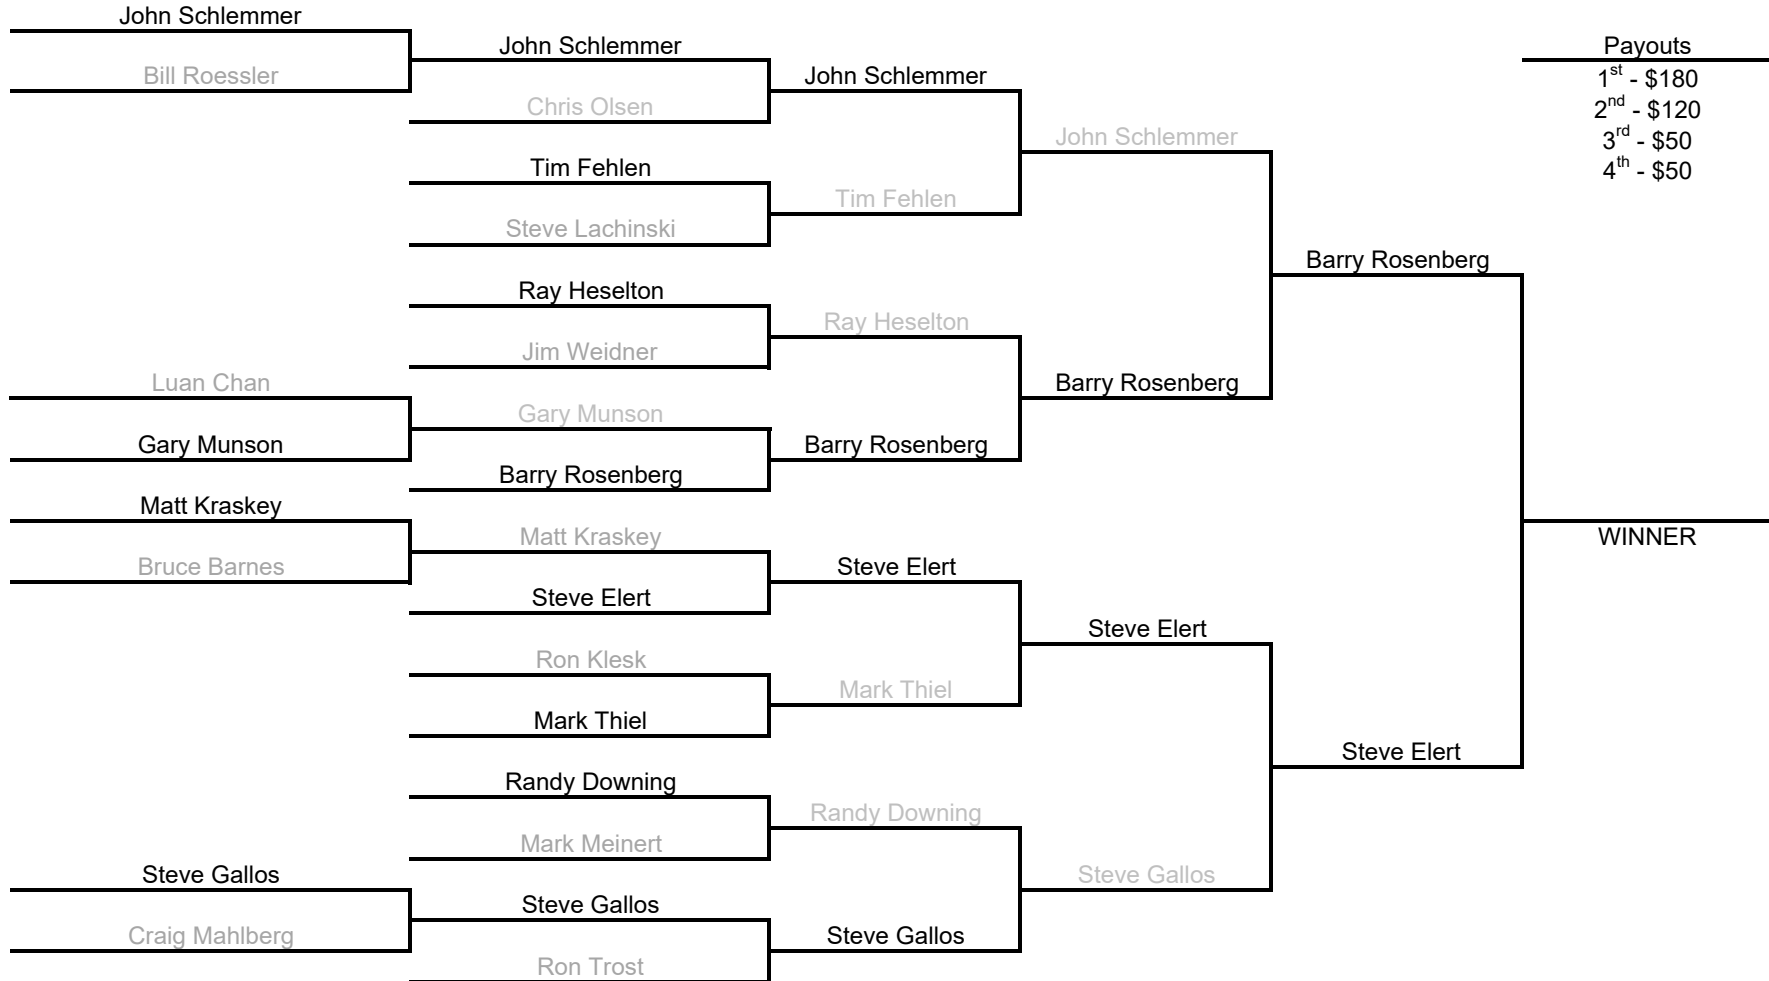 John Schlemmer
Bill Roessler
Luan Chan
Gary Munson
Matt Kraskey
Bruce Barnes
Steve Gallos
Craig Mahlberg
John Schlemmer
Chris Olsen
Tim Fehlen
Steve Lachinski
Ray Heselton
Jim Weidner
Gary Munson
Barry Rosenberg
Matt Kraskey
Steve Elert
Ron Klesk
Mark Thiel
Randy Downing
Mark Meinert
Steve Gallos
Ron Trost
John Schlemmer
Tim Fehlen
Ray Heselton
Barry Rosenberg
Steve Elert
Mark Thiel
Randy Downing
Steve Gallos
John Schlemmer
Barry Rosenberg
Steve Elert
Steve Gallos
Barry Rosenberg
Steve Elert
WINNER
Payouts
1st - $180
2nd - $120
3rd - $50
4th - $50